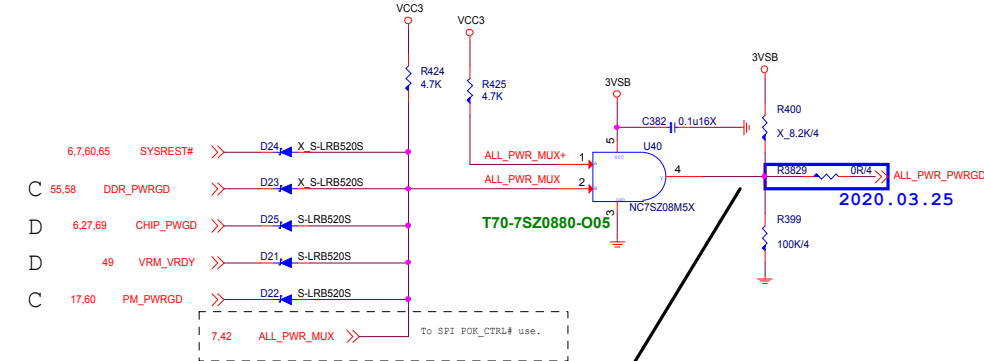 VCC3
VCC3
R424
4.7K
R425
4.7K
3VSB
3VSB
R400
X_8.2K/4
C382
0.1u16X
5
U40
VCC
6,7,60,65 SYSREST# D24 X_S-LRB520S
ALL_PWR_MUX+ 1 A
ALL_PWR_MUX 2 B
Y 4
GND
3
NC7SZ08M5X
T70-7SZ0880-O05
R3829 0R/4 ALL_PWR_PWRGD
2020.03.25
C 55,58 DDR_PWRGD D23 X_S-LRB520S
D 6,27,69 CHIP_PWGD D25 S-LRB520S
R399
100K/4
D 49 VRM_VRDY D21 S-LRB520S
C 17,60 PM_PWRGD D22 S-LRB520S
7,42 ALL_PWR_MUX To SPI POK_CTRL# use.